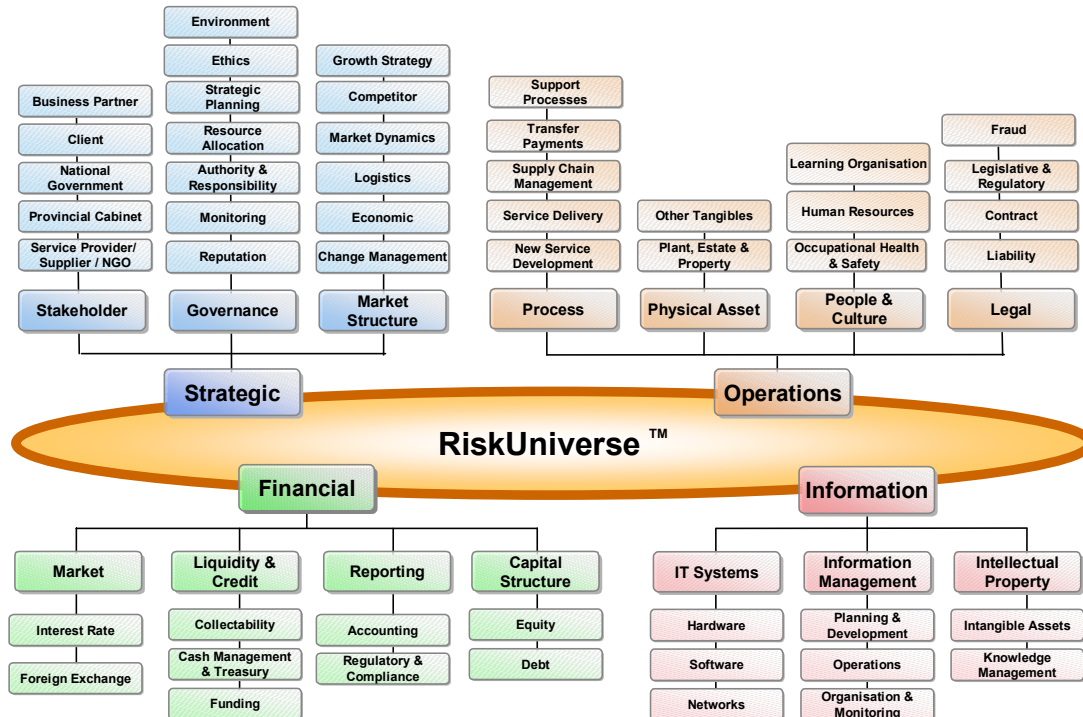 Environment
Ethics
Strategic
Planning
Resource
Allocation
Authority &
Responsibility
Monitoring
Reputation
Governance
Growth Strategy
Competitor
Market Dynamics
Logistics
Economic
Change Management
Market
Structure
Business Partner
Client
National
Government
Provincial Cabinet
Service Provider/
Supplier / NGO
Stakeholder
Support
Processes
Transfer
Payments
Supply Chain
Management
Service Delivery
New Service
Development
Process
Other Tangibles
Plant, Estate &
Property
Physical Asset
Learning Organisation
Human Resources
Occupational Health
& Safety
People &
Culture
Fraud
Legislative &
Regulatory
Contract
Liability
Legal
Strategic
Operations
RiskUniverse ™
Financial
Information
Market
Interest Rate
Foreign Exchange
Liquidity &
Credit
Collectability
Cash Management
& Treasury
Funding
Reporting
Accounting
Regulatory &
Compliance
Capital
Structure
Equity
Debt
IT Systems
Hardware
Software
Networks
Information
Management
Planning &
Development
Operations
Organisation &
Monitoring
Intellectual
Property
Intangible Assets
Knowledge
Management